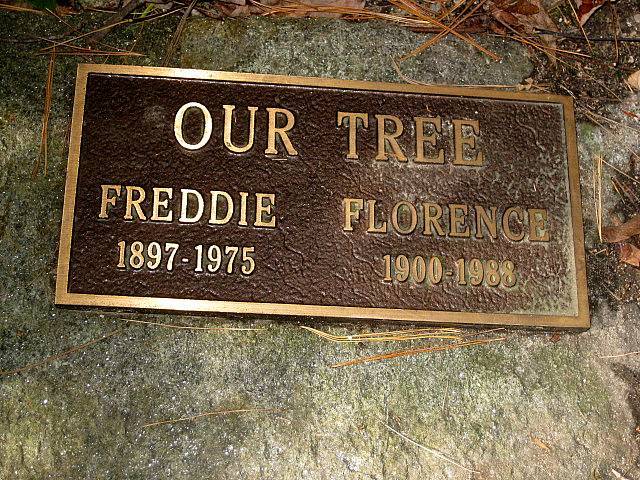 OUR TREE
FREDDIE FLORENCE
1897-1975 1900-1988